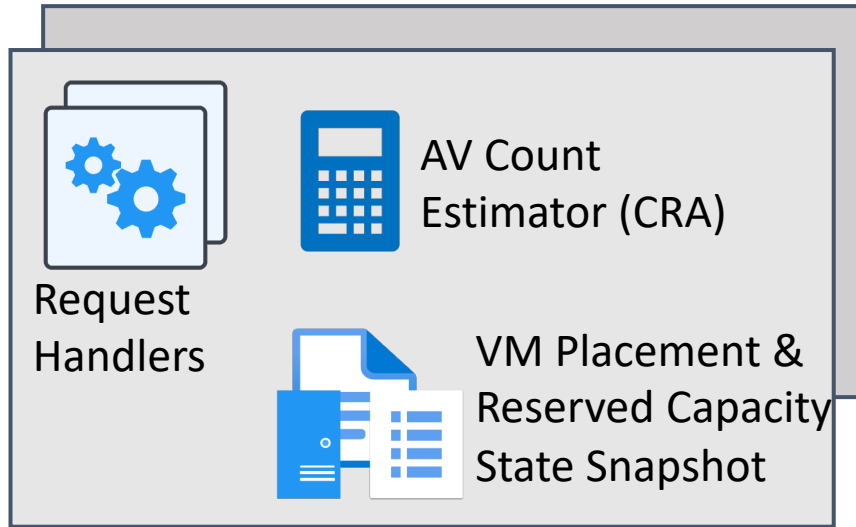 AV Count
Estimator (CRA)
Request
Handlers
VM Placement &
Reserved Capacity
State Snapshot